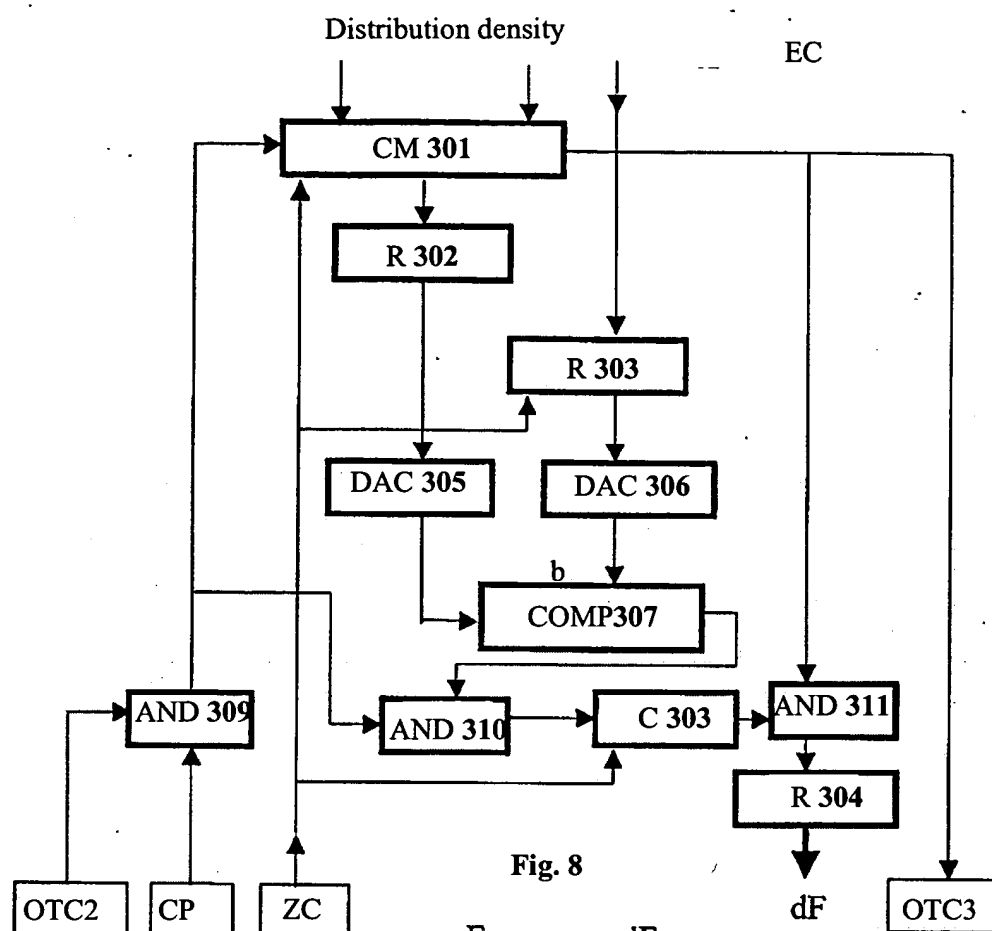 Distribution density
EC
CM 301
R 302
R 303
DAC 305
DAC 306
b
COMP307
AND 309
AND 310
C 303
AND 311
R 304
Fig. 8
OTC2
CP
ZC
dF
OTC3